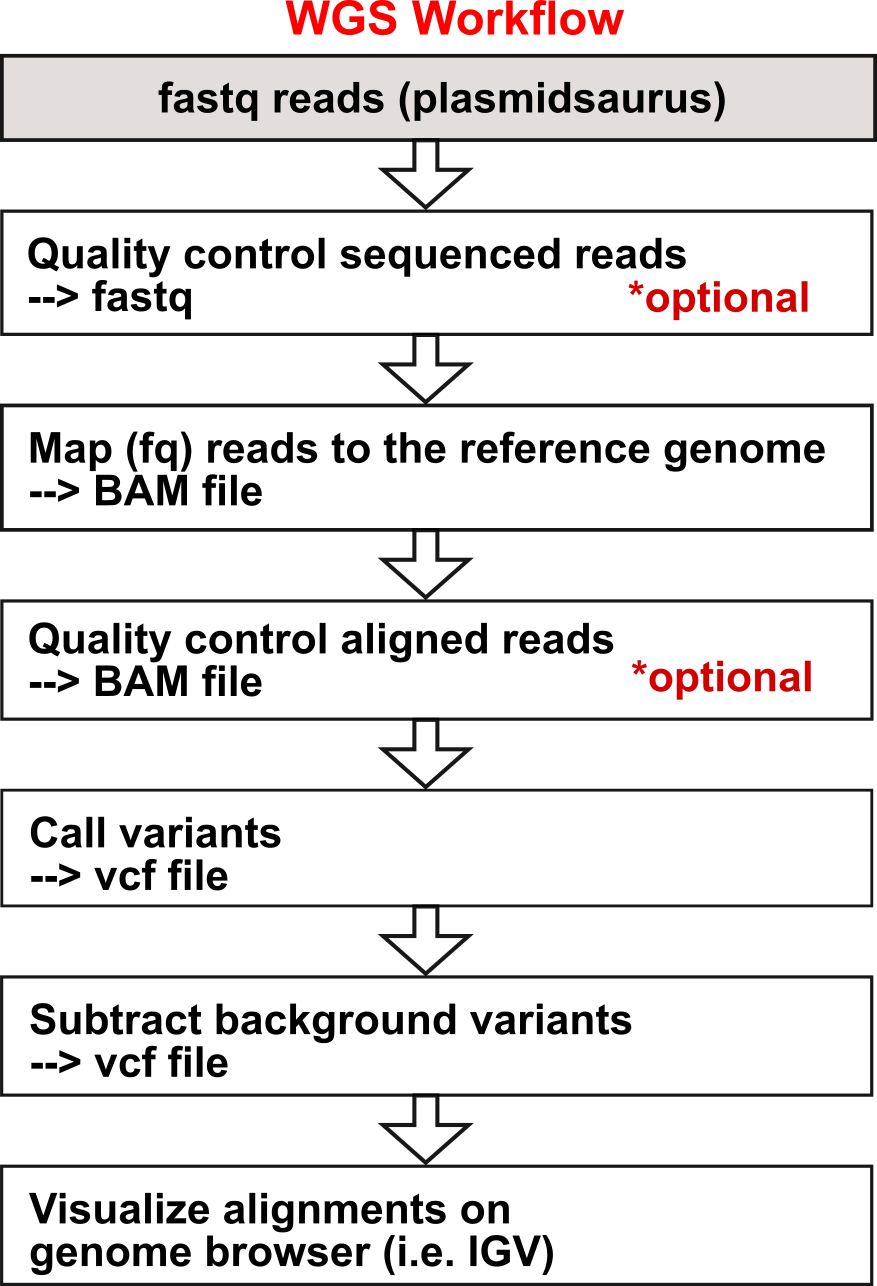 WGS Workflow
fastq reads (plasmidsaurus)
Quality control sequenced reads
--> fastq
*optional
Map (fq) reads to the reference genome
--> BAM file
Quality control aligned reads
--> BAM file
*optional
Call variants
--> vcf file
Subtract background variants
--> vcf file
Visualize alignments on
genome browser (i.e. IGV)